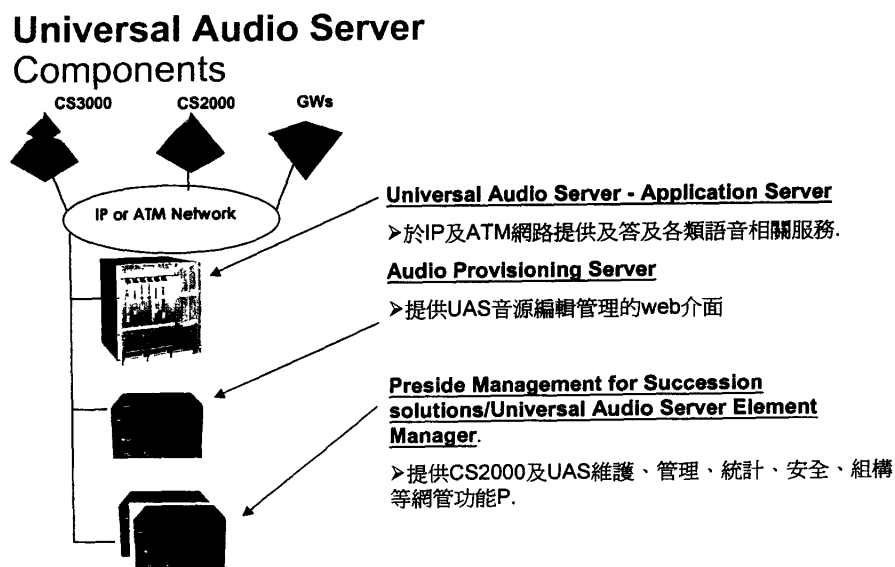 Universal Audio Server
Components
CS3000
CS2000
GWs
IP or ATM Network
Universal Audio Server - Application Server
➤於IP及ATM網路提供及答及各類語音相關服務.
Audio Provisioning Server
➤提供UAS音源編輯管理的web介面
Preside Management for Succession
solutions/Universal Audio Server Element
Manager.
➤提供CS2000及UAS維護、管理、統計、安全、組構
等網管功能P.